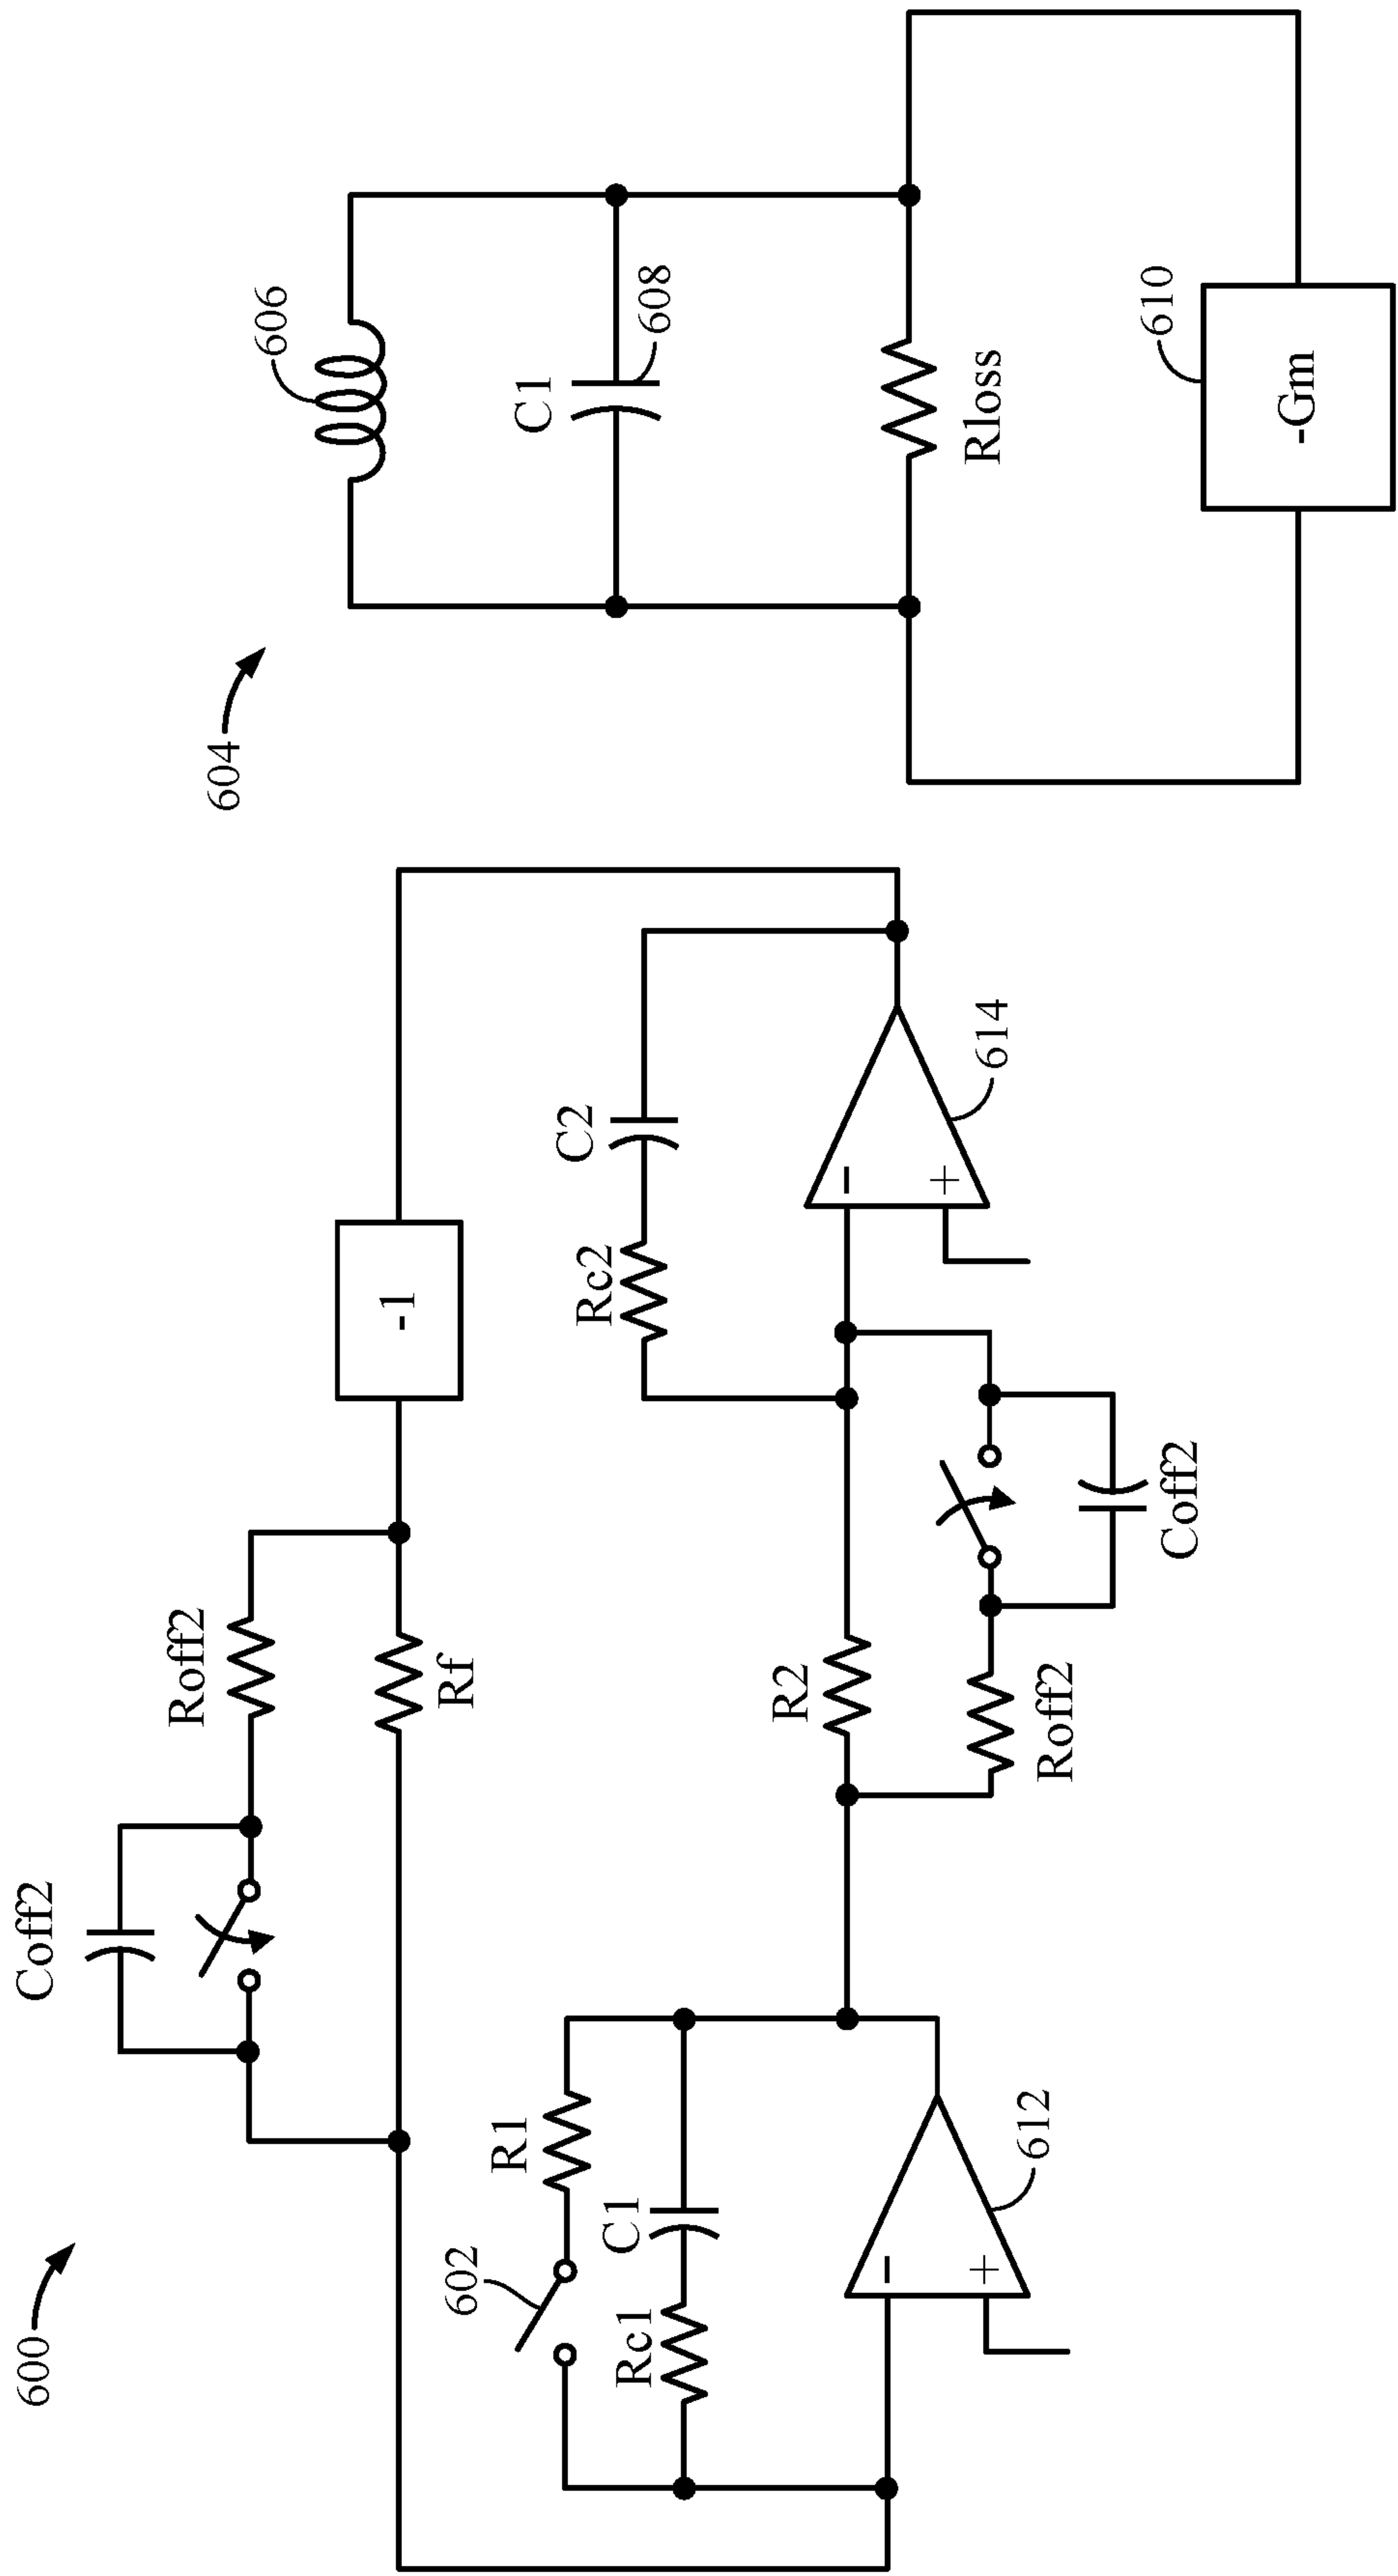 600
Coff2
Roff2
Rf
-1
602
R1
Rc1
C1
−
+
612
R2
Roff2
Coff2
Rc2
C2
−
+
614
604
606
C1
608
Rloss
610
-Gm